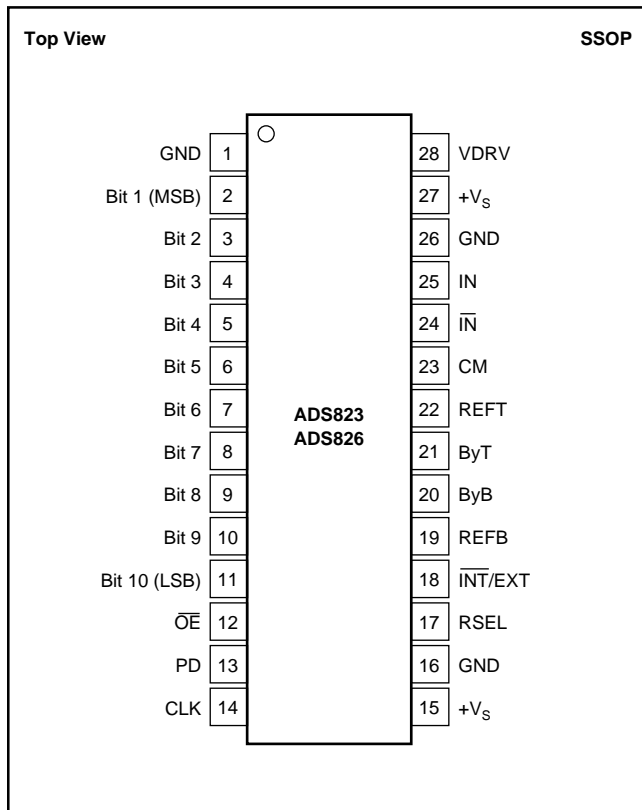 Top View SSOP
GND 1 28 VDRV
Bit 1 (MSB) 2 27 +VS
Bit 2 3 26 GND
Bit 3 4 25 IN
Bit 4 5 24 I̅N̅
Bit 5 6 23 CM
Bit 6 7 ADS823 22 REFT
ADS826
Bit 7 8 21 ByT
Bit 8 9 20 ByB
Bit 9 10 19 REFB
Bit 10 (LSB) 11 18 I̅N̅T̅/EXT
O̅E̅ 12 17 RSEL
PD 13 16 GND
CLK 14 15 +VS